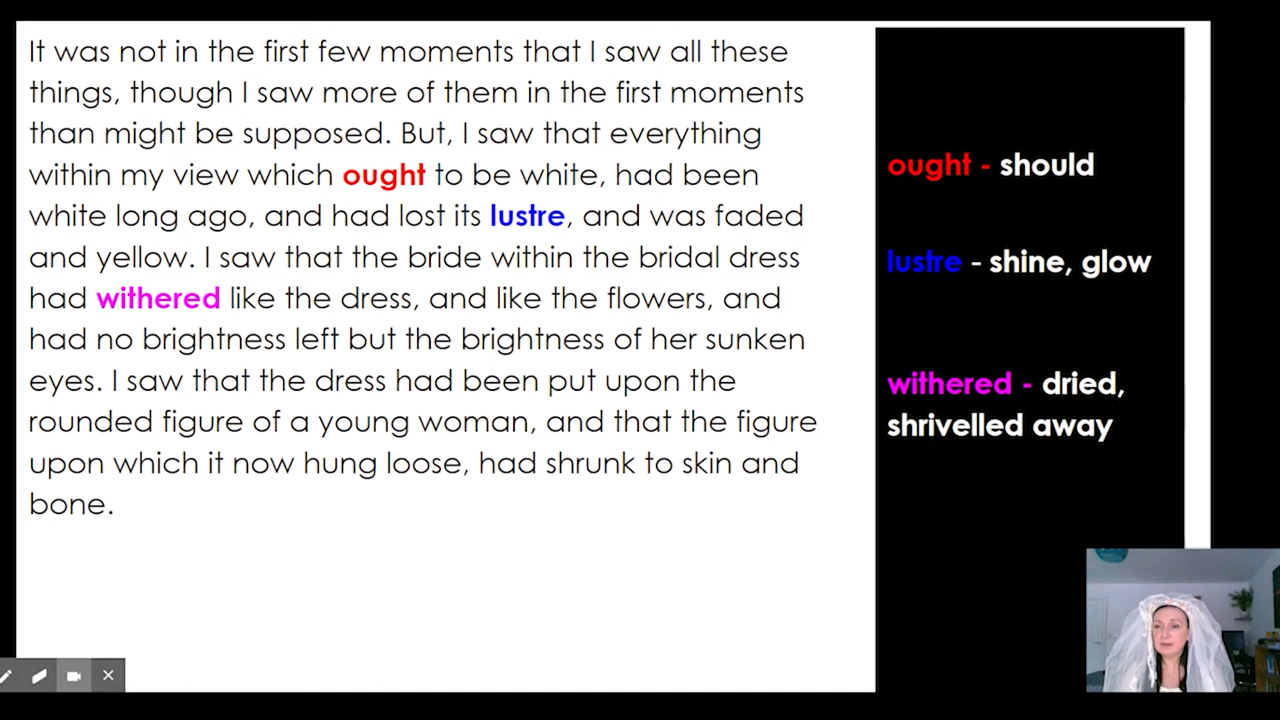 It was not in the first few moments that I saw all these
things, though I saw more of them in the first moments
than might be supposed. But, I saw that everything
within my view which ought to be white, had been
white long ago, and had lost its lustre, and was faded
and yellow. I saw that the bride within the bridal dress
had withered like the dress, and like the flowers, and
had no brightness left but the brightness of her sunken
eyes. I saw that the dress had been put upon the
rounded figure of a young woman, and that the figure
upon which it now hung loose, had shrunk to skin and
bone.
ought - should
lustre - shine, glow
withered - dried,
shrivelled away